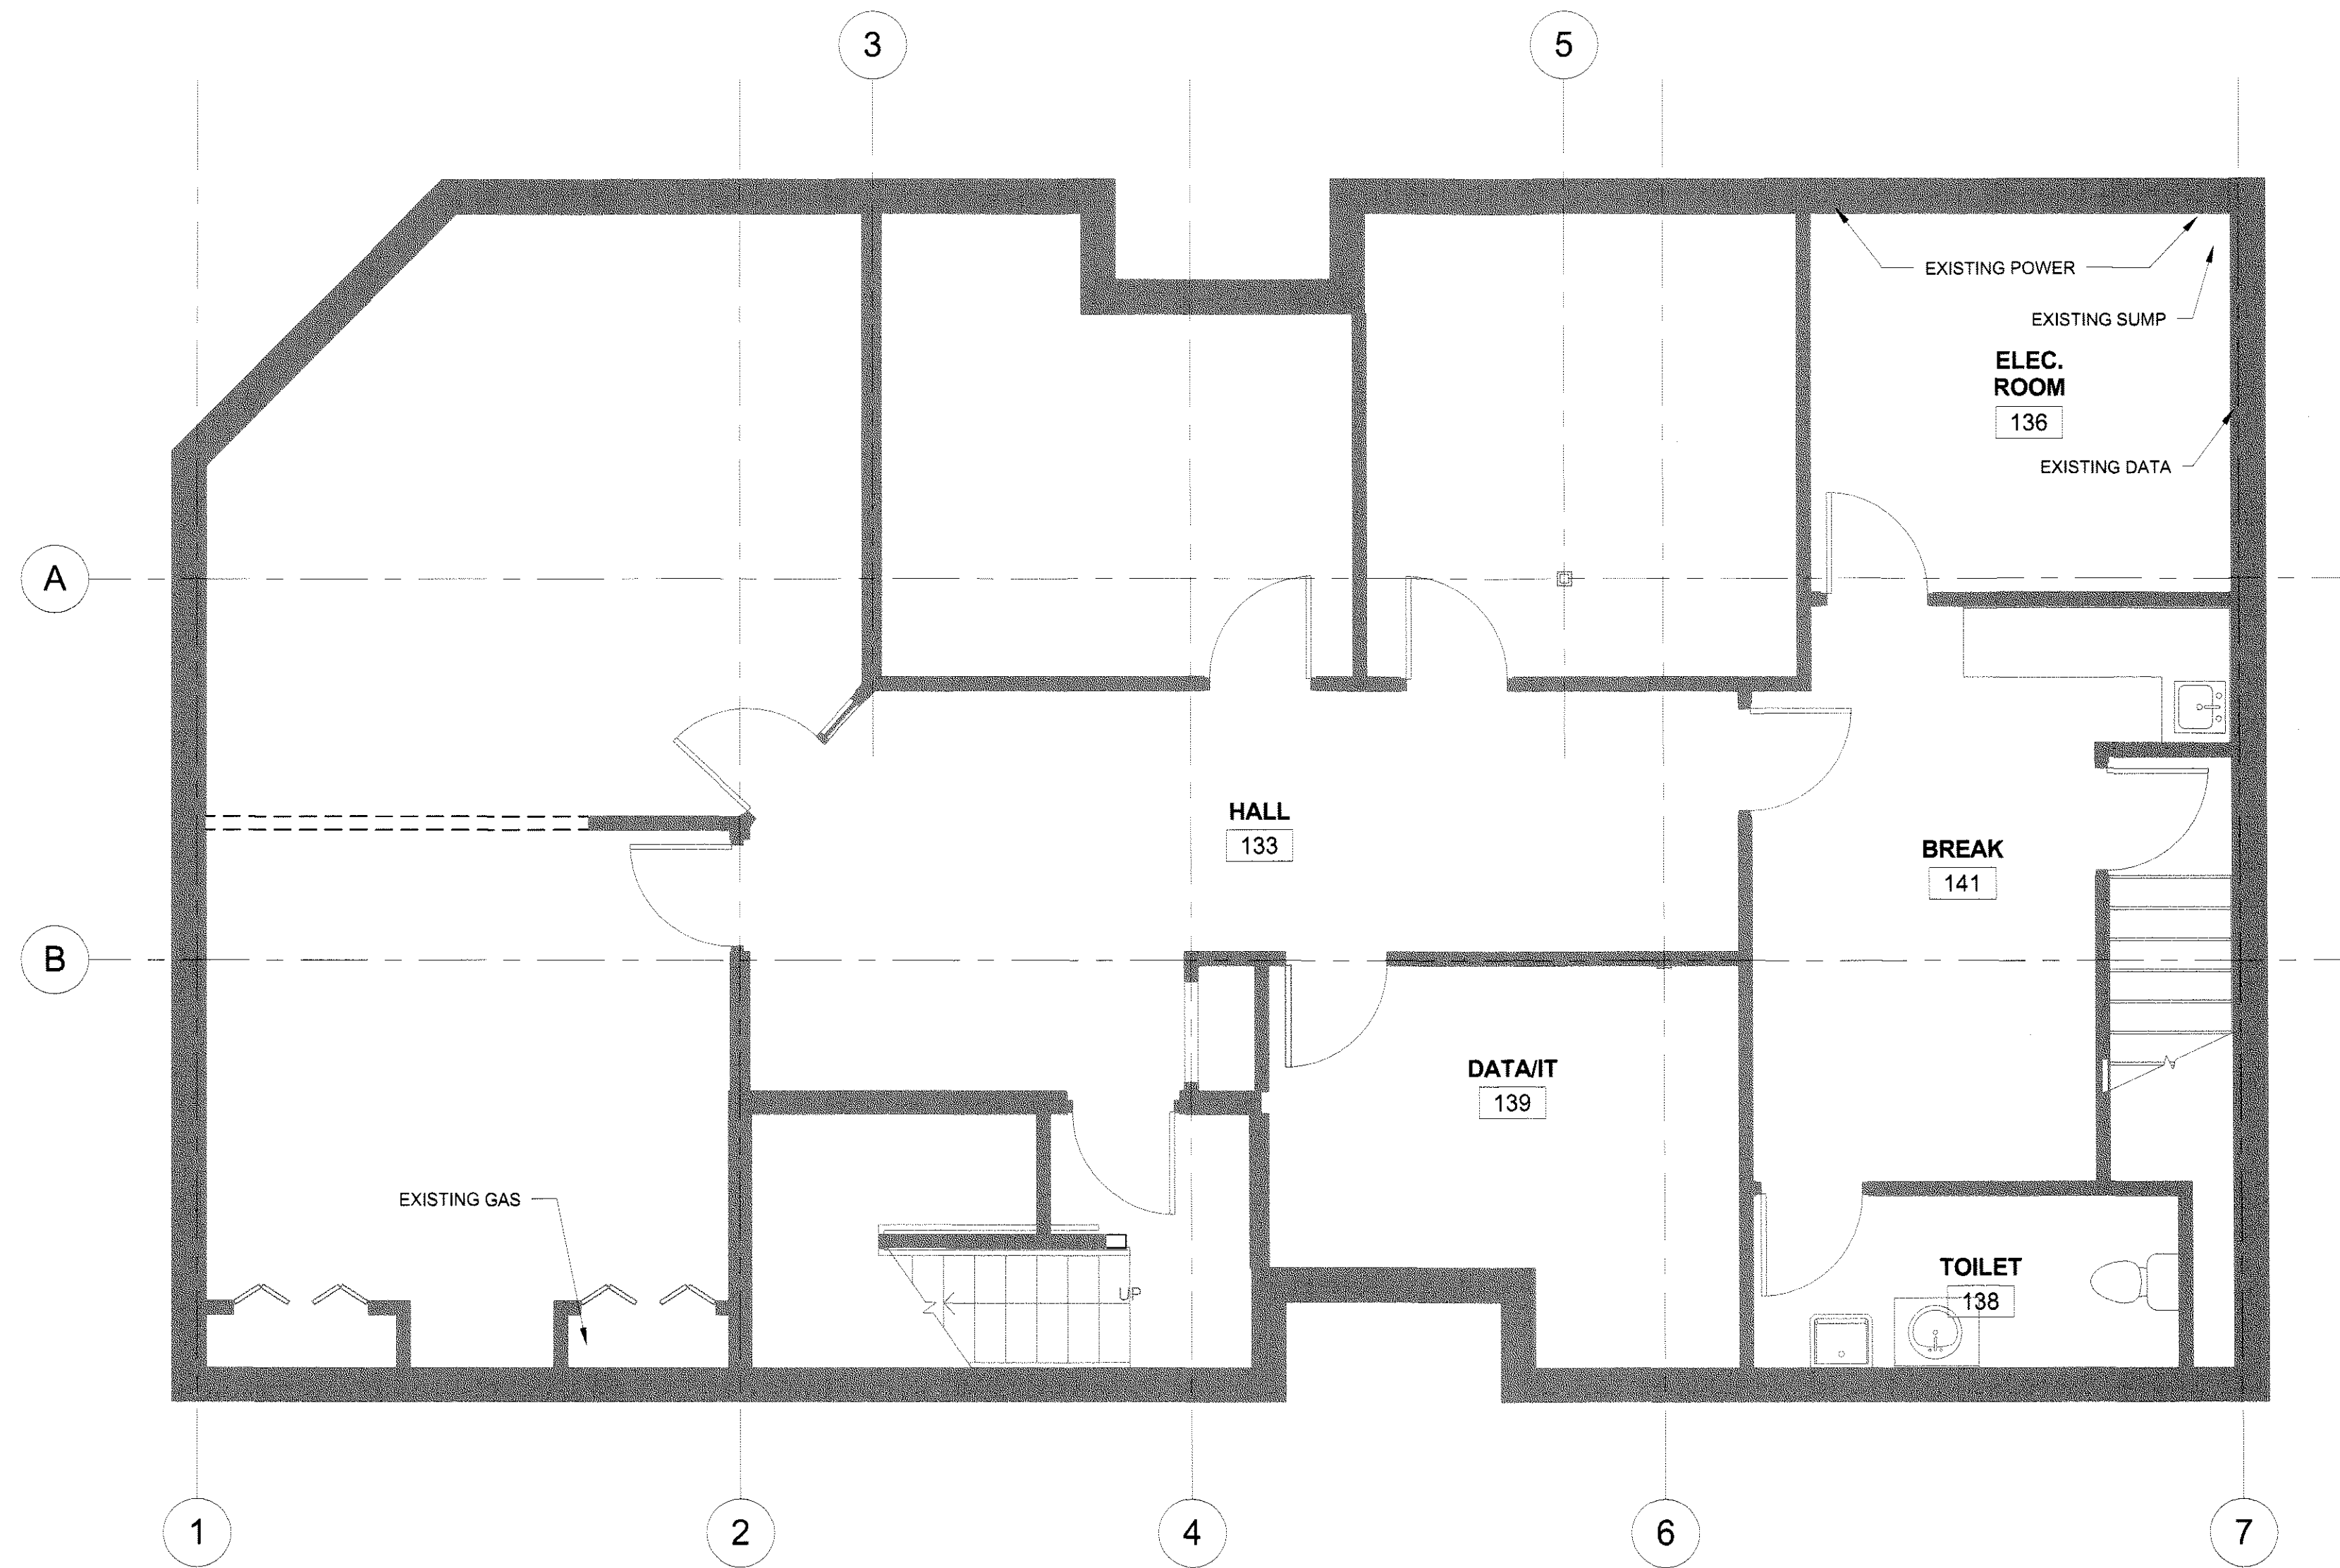 3
5
EXISTING POWER
EXISTING SUMP
ELEC.
ROOM
136
EXISTING DATA
A
HALL
133
BREAK
141
B
DATA/IT
139
EXISTING GAS
TOILET
138
UP
1
2
4
6
7